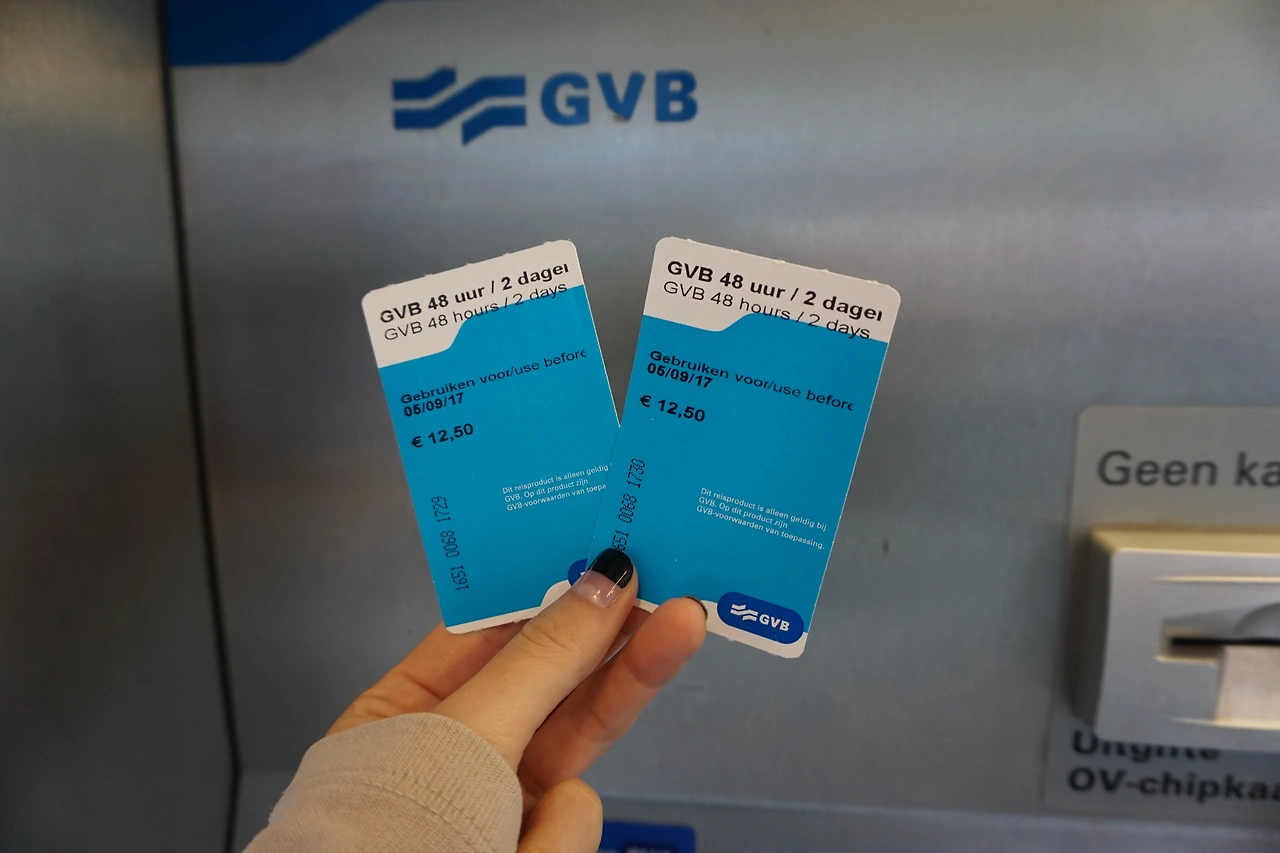 GVB
GVB 48 uur / 2 dagen
GVB 48 hours / 2 days
Gebruiken voor/use before
05/09/17
€ 12,50
Dit reisproduct is alleen geldig
GVB. Op dit product zijn
GVB-voorwaarden van toepa
1651 0068 1729
GVB 48 uur / 2 dagen
GVB 48 hours / 2 days
Gebruiken voor/use before
05/09/17
€ 12,50
Dit reisproduct is alleen geldig bij
GVB. Op dit product zijn
GVB-voorwaarden van toepassing.
1651 0068 1730
GVB
Geen ka
Uitgifte
OV-chipkaa